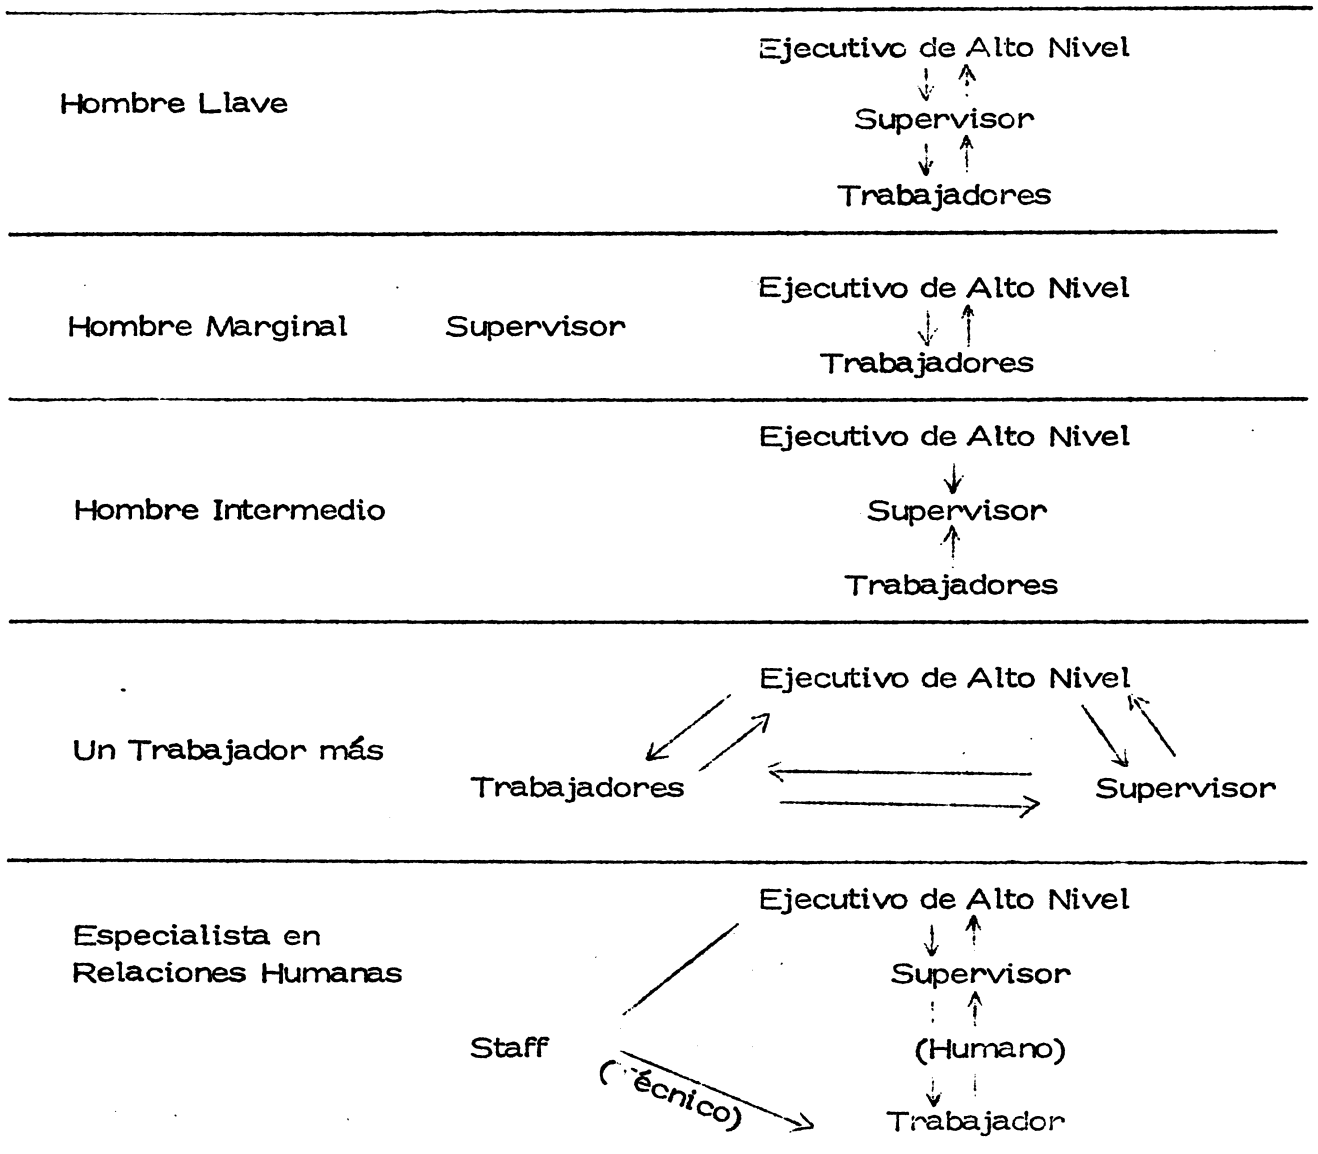 Ejecutivo de Alto Nivel
Hombre Llave
Supervisor
Trabajadores
Ejecutivo de Alto Nivel
Hombre Marginal Supervisor
Trabajadores
Ejecutivo de Alto Nivel
Hombre Intermedio Supervisor
Trabajadores
Ejecutivo de Alto Nivel
Un Trabajador más
Trabajadores Supervisor
Ejecutivo de Alto Nivel
Especialista en
Relaciones Humanas Supervisor
Staff (Humano)
(Técnico)
Trabajador